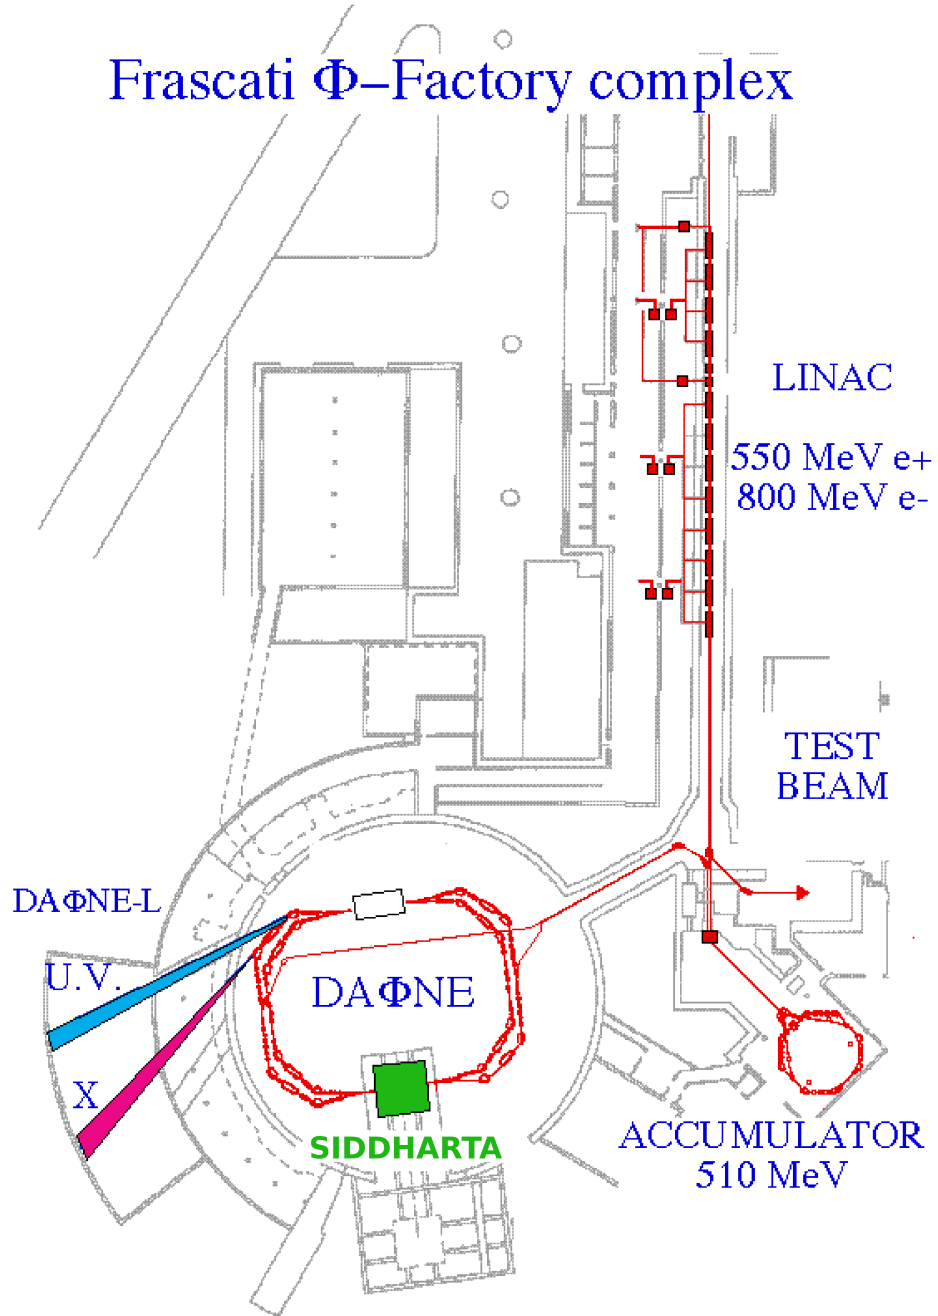 Frascati Φ–Factory complex
LINAC
550 MeV e+
800 MeV e-
TEST
BEAM
DAΦNE-L
U.V.
DAΦNE
X
SIDDHARTA
ACCUMULATOR
510 MeV